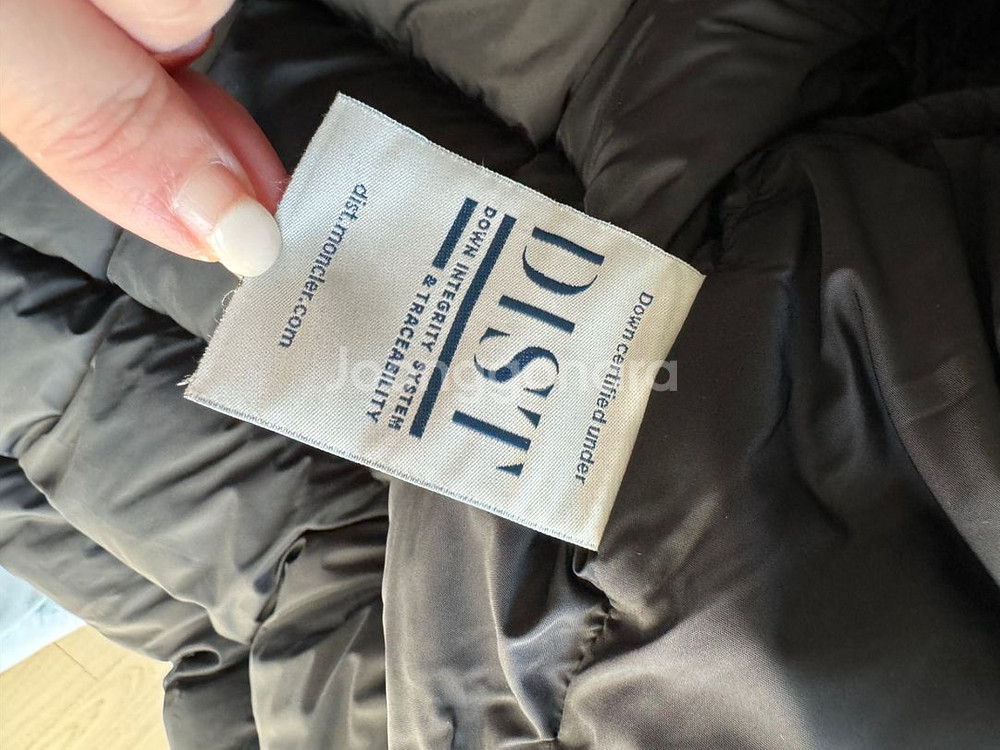 Down certified under
DIST
DOWN INTEGRITY SYSTEM
& TRACEABILITY
dist.moncler.com